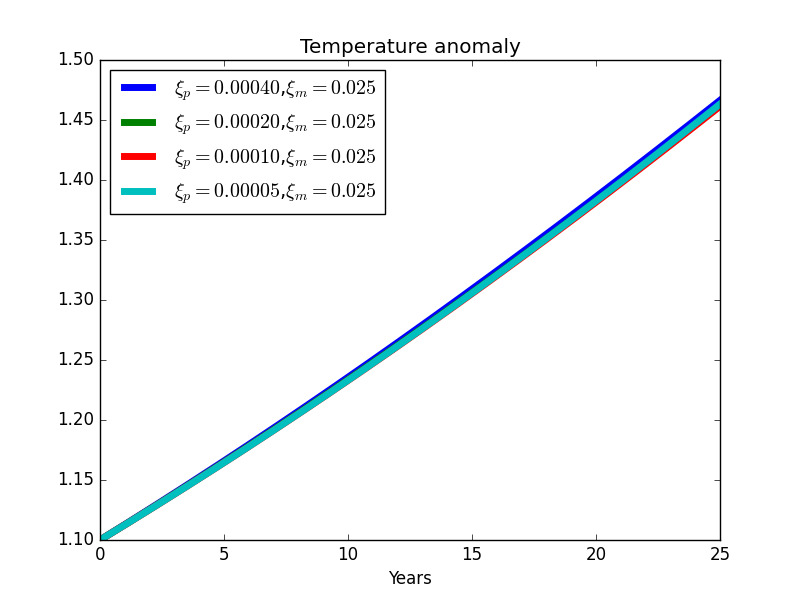 Temperature anomaly
1.50
1.45
1.40
1.35
1.30
1.25
1.20
1.15
1.10
ξp = 0.00040,ξm = 0.025
ξp = 0.00020,ξm = 0.025
ξp = 0.00010,ξm = 0.025
ξp = 0.00005,ξm = 0.025
0 5 10 15 20 25
Years